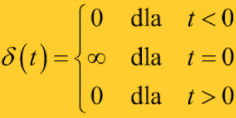 0 dla t < 0
δ(t) = { ∞ dla t = 0
0 dla t > 0